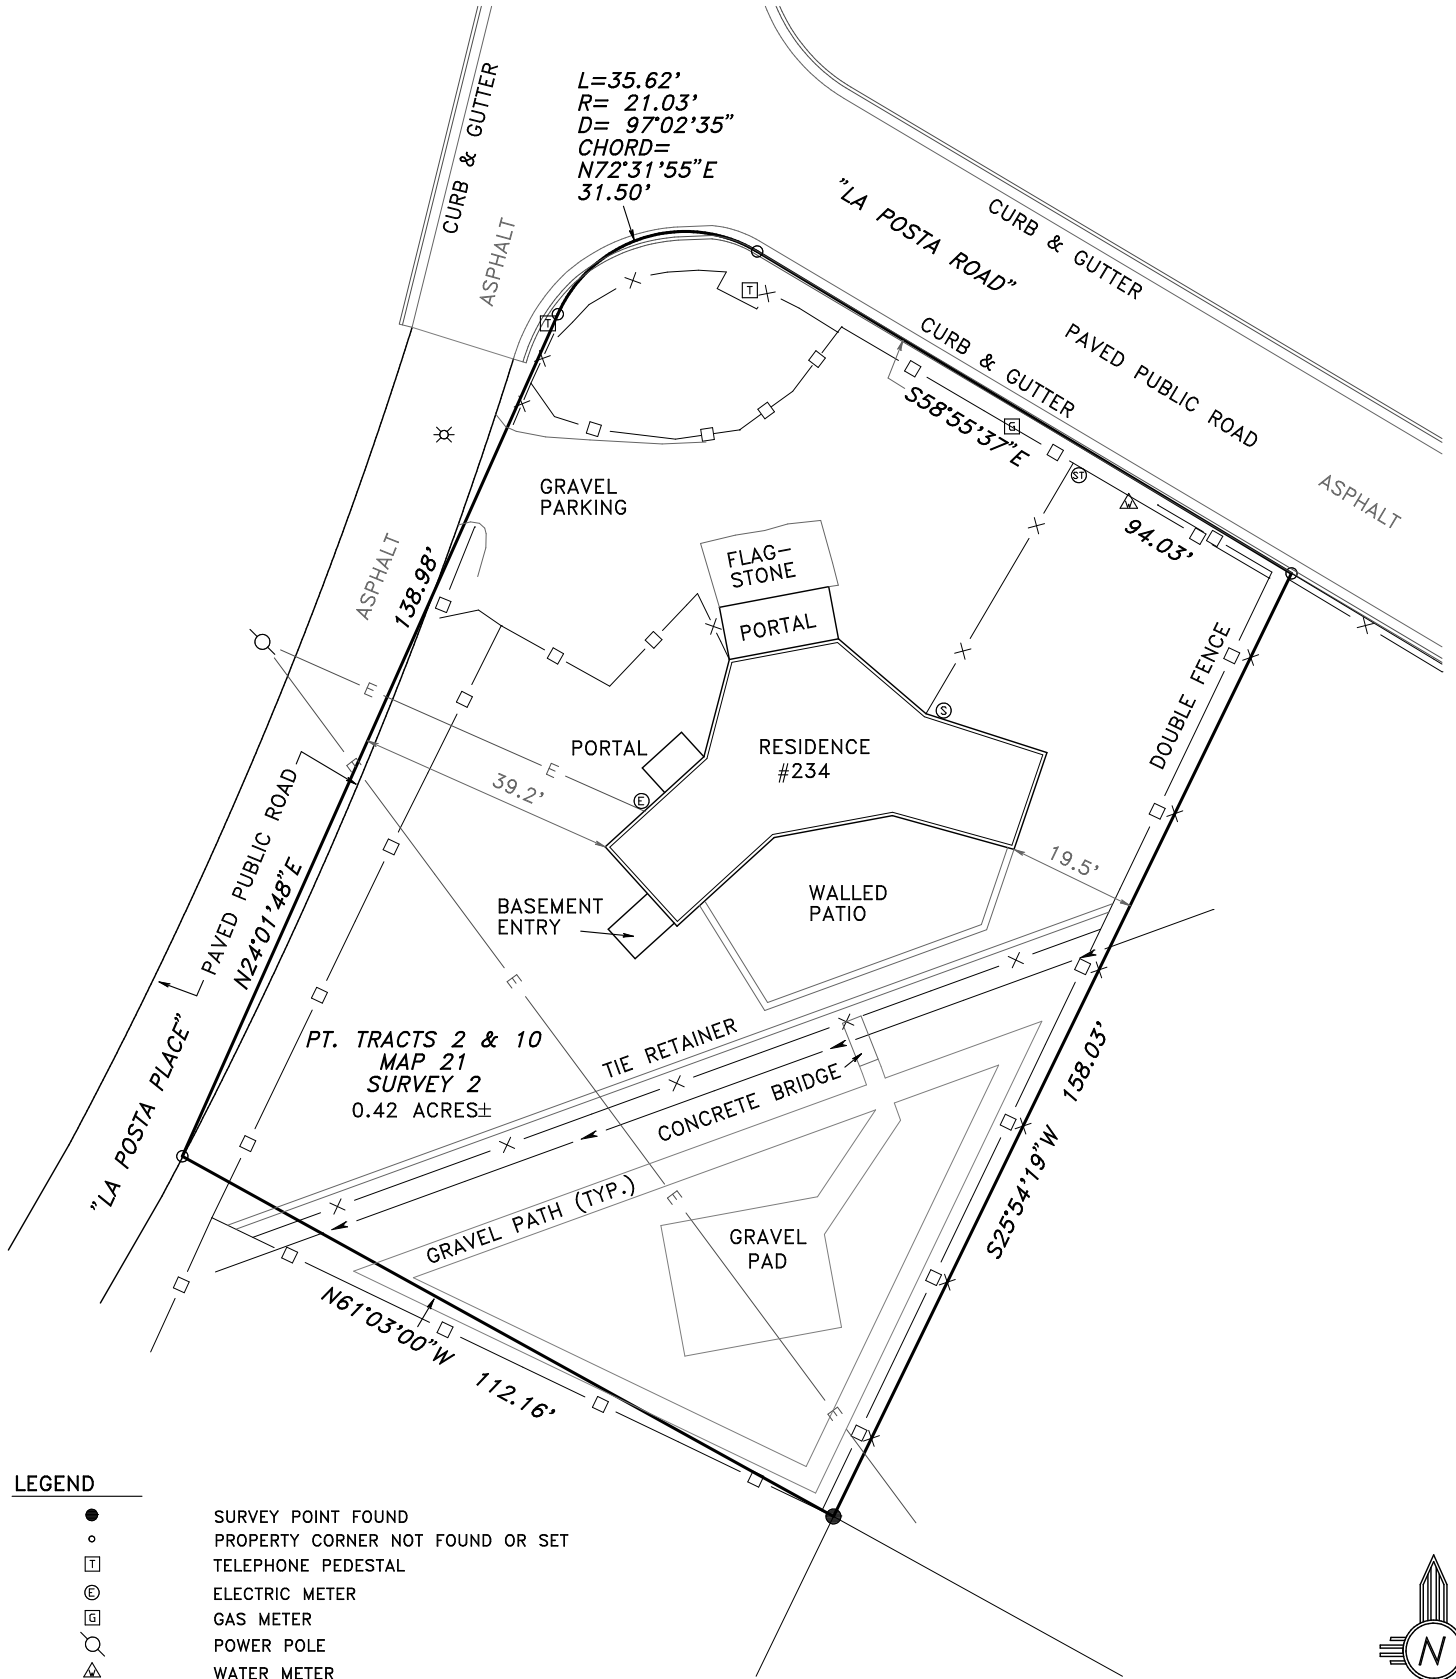 L=35.62'
R= 21.03'
D= 97°02'35"
CHORD=
N72°31'55"E
31.50'
CURB & GUTTER
ASPHALT
"LA POSTA ROAD"
CURB & GUTTER
CURB & GUTTER
PAVED PUBLIC ROAD
ASPHALT
S58°55'37"E
94.03'
T
T
G
ST
W
GRAVEL
PARKING
FLAG-
STONE
PORTAL
ASPHALT
138.98'
DOUBLE FENCE
S
RESIDENCE
#234
PORTAL
E
E
E
E
39.2'
19.5'
PAVED PUBLIC ROAD
N24°01'48"E
"LA POSTA PLACE"
BASEMENT
ENTRY
WALLED
PATIO
E
PT. TRACTS 2 & 10
MAP 21
SURVEY 2
0.42 ACRES±
TIE RETAINER
CONCRETE BRIDGE
GRAVEL PATH (TYP.)
E
GRAVEL
PAD
S25°54'19"W 158.03'
N61°03'00"W 112.16'
E
LEGEND
SURVEY POINT FOUND
PROPERTY CORNER NOT FOUND OR SET
T TELEPHONE PEDESTAL
E ELECTRIC METER
G GAS METER
POWER POLE
W WATER METER
N